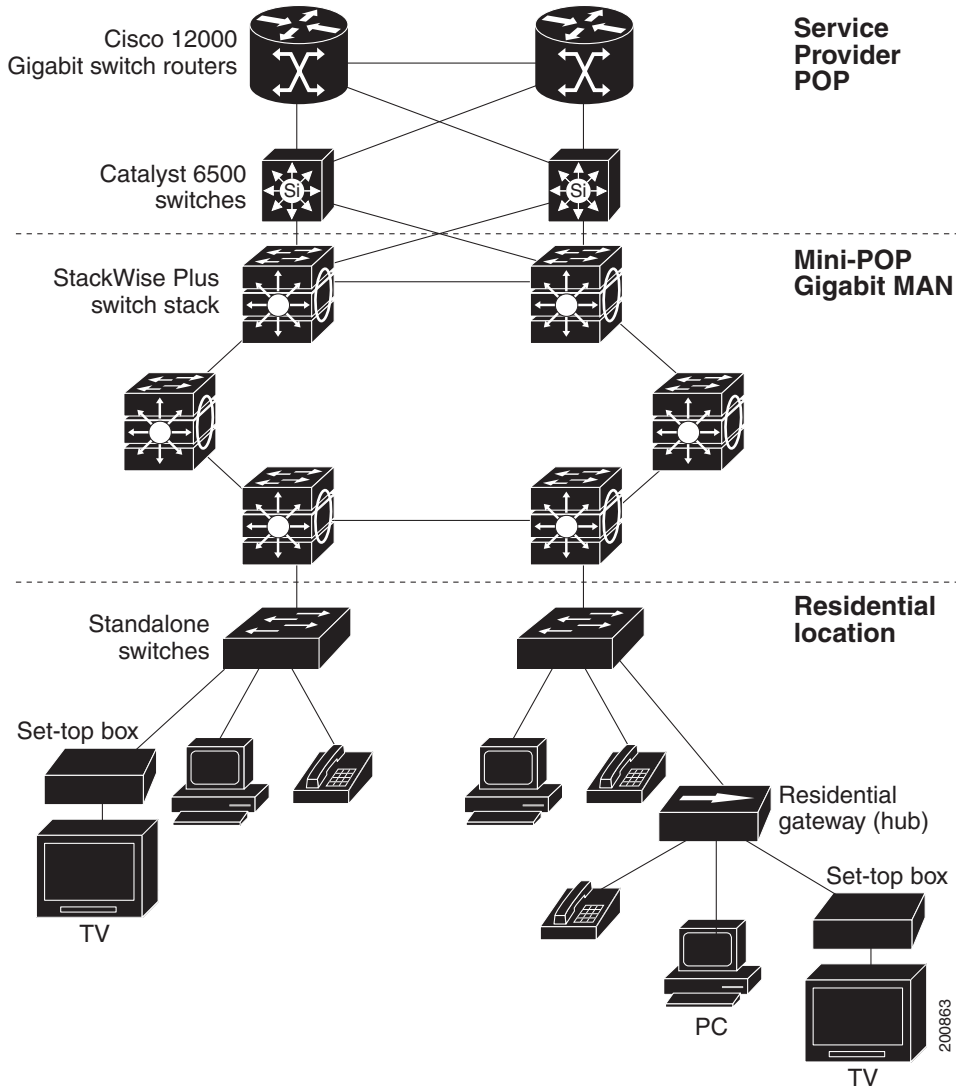 Cisco 12000
Gigabit switch routers
Service
Provider
POP
Catalyst 6500
switches
Si
Si
StackWise Plus
switch stack
Mini-POP
Gigabit MAN
Standalone
switches
Residential
location
Set-top box
TV
Residential
gateway (hub)
Set-top box
PC
TV
200863